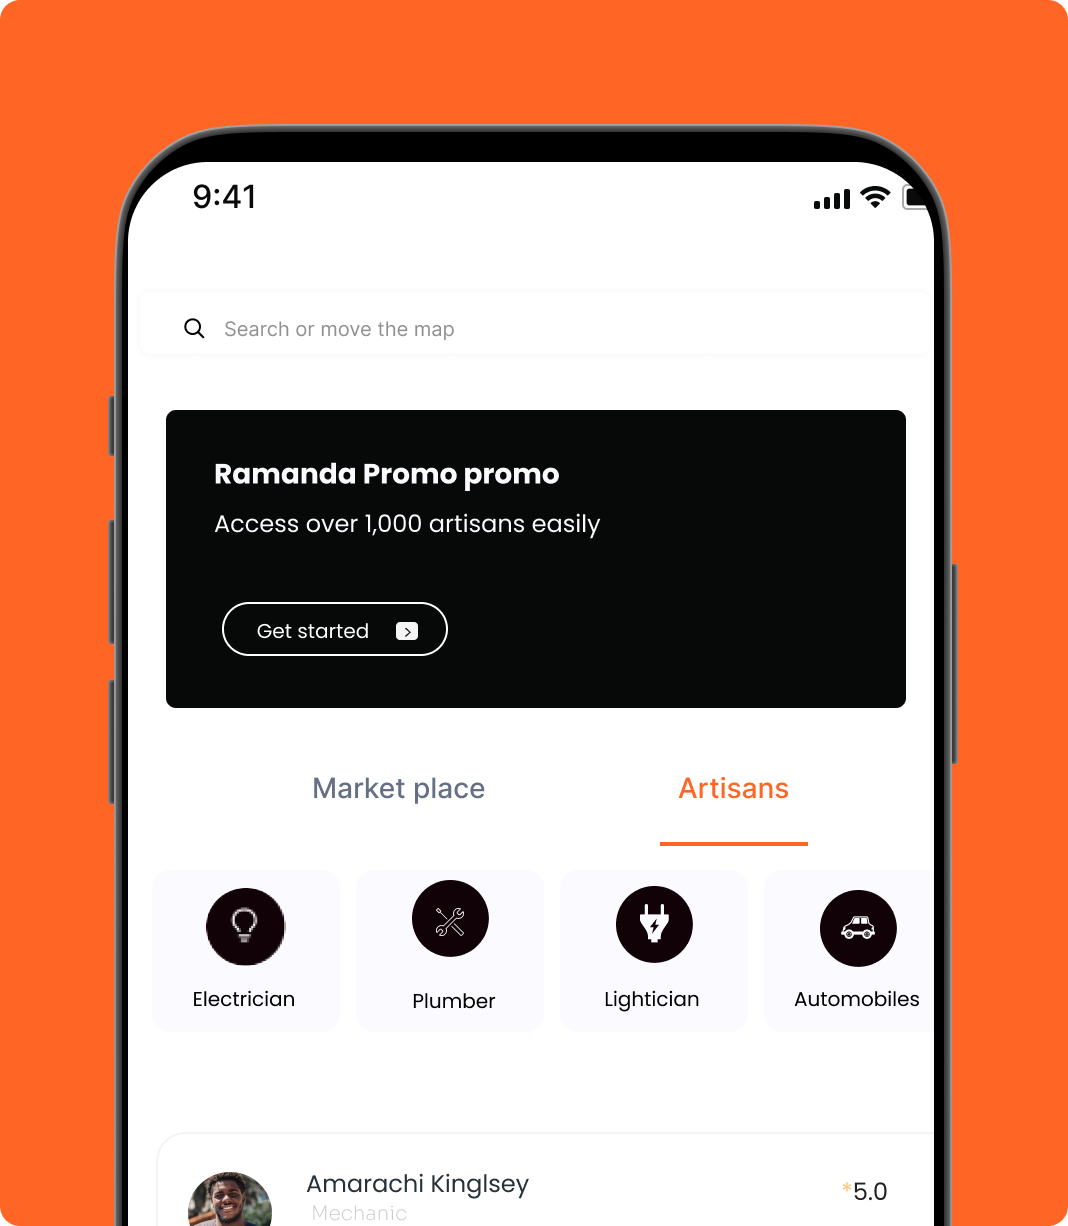 9:41
Search or move the map
Ramanda Promo promo
Access over 1,000 artisans easily
Get started
Market place
Artisans
Electrician
Plumber
Lightician
Automobiles
Amarachi Kinglsey
*5.0
Mechanic